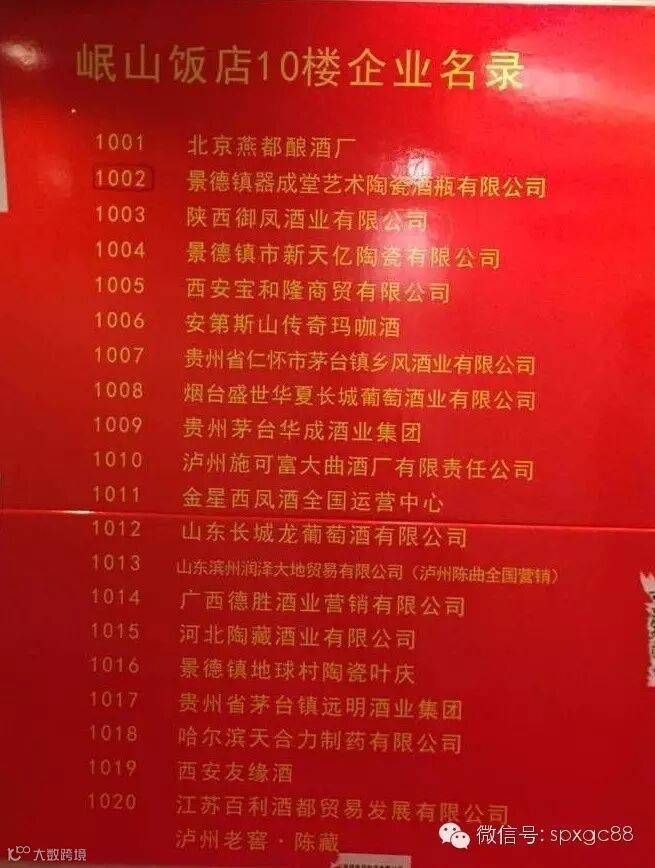 岷山饭店10楼企业名录
1001 北京燕都酿酒厂
1002 景德镇器成堂艺术陶瓷酒瓶有限公司
1003 陕西御凤酒业有限公司
1004 景德镇市新天亿陶瓷有限公司
1005 西安宝和隆商贸有限公司
1006 安第斯山传奇玛咖酒
1007 贵州省仁怀市茅台镇乡风酒业有限公司
1008 烟台盛世华夏长城葡萄酒业有限公司
1009 贵州茅台华成酒业集团
1010 泸州施可富大曲酒厂有限责任公司
1011 金星西凤酒全国运营中心
1012 山东长城龙葡萄酒有限公司
1013 山东滨州润泽大地贸易有限公司（泸州陈曲全国营销）
1014 广西德胜酒业营销有限公司
1015 河北陶藏酒业有限公司
1016 景德镇地球村陶瓷叶庆
1017 贵州省茅台镇远明酒业集团
1018 哈尔滨天合力制药有限公司
1019 西安友缘酒
1020 江苏百利酒都贸易发展有限公司
泸州老窖·陈藏
微信号: spxgc88
大数跨境